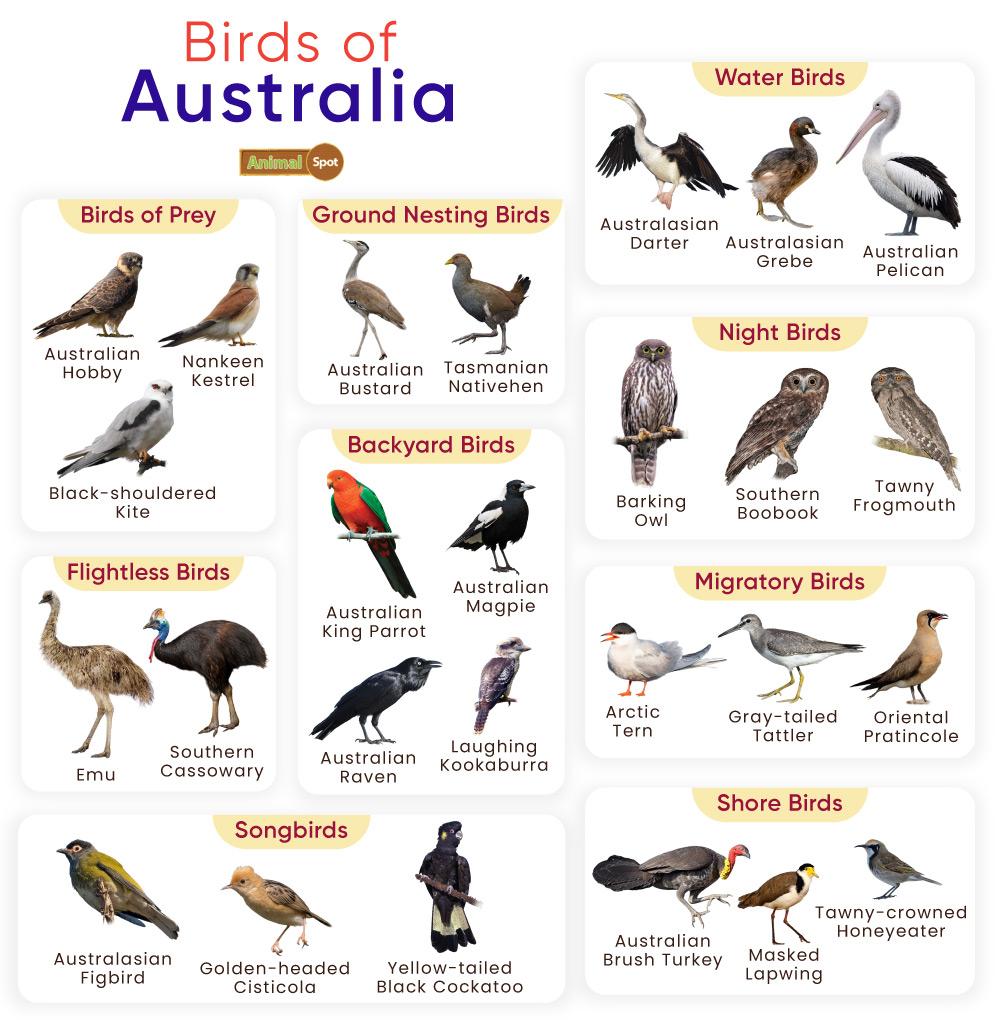 Birds of
Australia
Animal Spot
Birds of Prey
Australian
Hobby
Nankeen
Kestrel
Black-shouldered
Kite
Ground Nesting Birds
Australian
Bustard
Tasmanian
Nativehen
Water Birds
Australasian
Darter
Australasian
Grebe
Australian
Pelican
Night Birds
Barking
Owl
Southern
Boobook
Tawny
Frogmouth
Backyard Birds
Australian
King Parrot
Australian
Magpie
Australian
Raven
Laughing
Kookaburra
Flightless Birds
Emu
Southern
Cassowary
Migratory Birds
Arctic
Tern
Gray-tailed
Tattler
Oriental
Pratincole
Songbirds
Australasian
Figbird
Golden-headed
Cisticola
Yellow-tailed
Black Cockatoo
Shore Birds
Australian
Brush Turkey
Masked
Lapwing
Tawny-crowned
Honeyeater